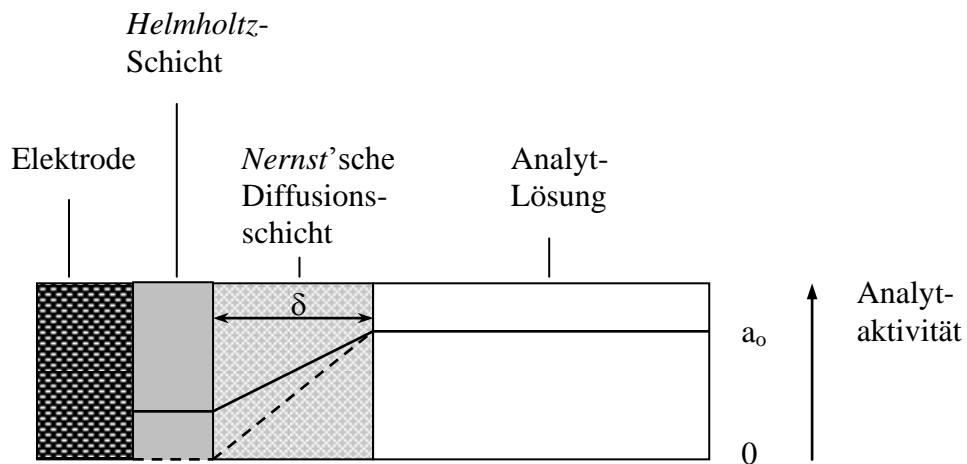 Helmholtz-
Schicht
Elektrode
Nernst'sche
Diffusions-
schicht
Analyt-
Lösung
δ
Analyt-
aktivität
ao
0